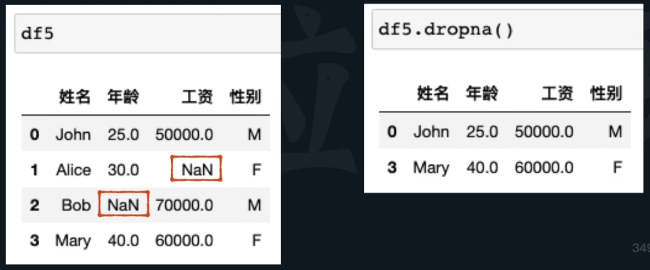 df5
姓名 年龄 工资 性别
0 John 25.0 50000.0 M
1 Alice 30.0 NaN F
2 Bob NaN 70000.0 M
3 Mary 40.0 60000.0 F
df5.dropna()
姓名 年龄 工资 性别
0 John 25.0 50000.0 M
3 Mary 40.0 60000.0 F